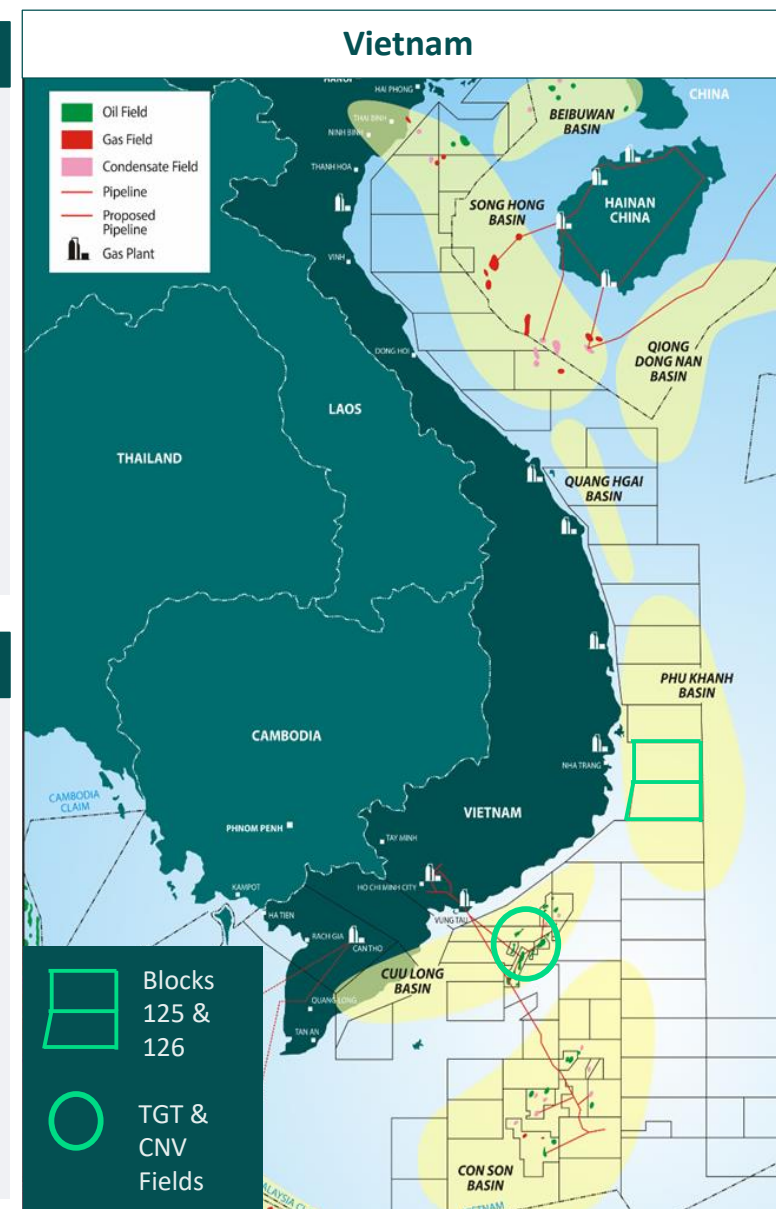 Vietnam
Oil Field
Gas Field
Condensate Field
Pipeline
Proposed
Pipeline
Gas Plant
HAI PHONG
THAI BINH
NINH BINH
THANH HOA
VINH
DONG HOI
CHINA
BEIBUWAN
BASIN
SONG HONG
BASIN
HAINAN
CHINA
QIONG
DONG NAN
BASIN
LAOS
THAILAND
QUANG HGAI
BASIN
PHU KHANH
BASIN
CAMBODIA
NHA TRANG
CAMBODIA
CLAIM
VIETNAM
PHNOM PENH
TAY MINH
KAMPOT
HO CHI MINH CITY
HA TIEN
VUNG TAU
RACH GIA
CAN THO
CUU LONG
BASIN
QUANG LONG
TAN AN
CON SON
BASIN
Blocks
125 &
126
TGT &
CNV
Fields